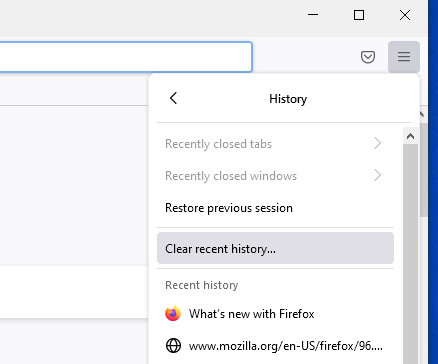 History
Recently closed tabs
Recently closed windows
Restore previous session
Clear recent history...
Recent history
What's new with Firefox
www.mozilla.org/en-US/firefox/96....